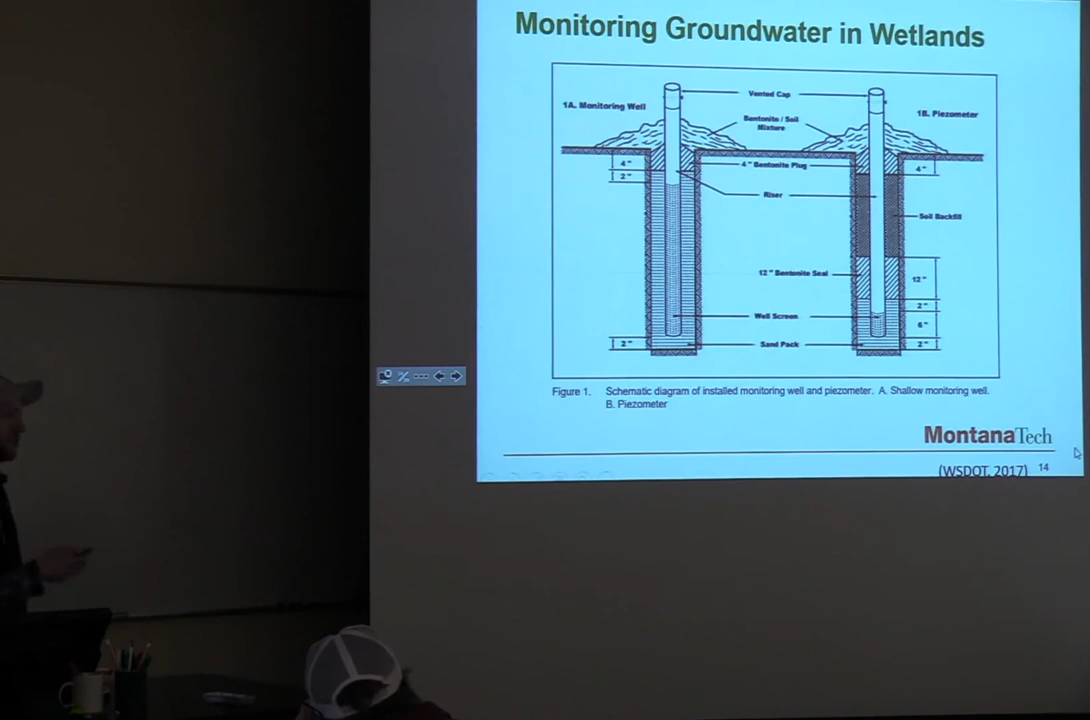 Monitoring Groundwater in Wetlands
1A. Monitoring Well
Vented Cap
1B. Piezometer
Bentonite / Soil
Mixture
4"
2"
4" Bentonite Plug
4"
Riser
Soil Backfill
12" Bentonite Seal
12"
2"
Well Screen
6"
2"
Sand Pack
2"
Figure 1. Schematic diagram of installed monitoring well and piezometer. A. Shallow monitoring well.
B. Piezometer
MontanaTech
(WSDOT, 2017) 14